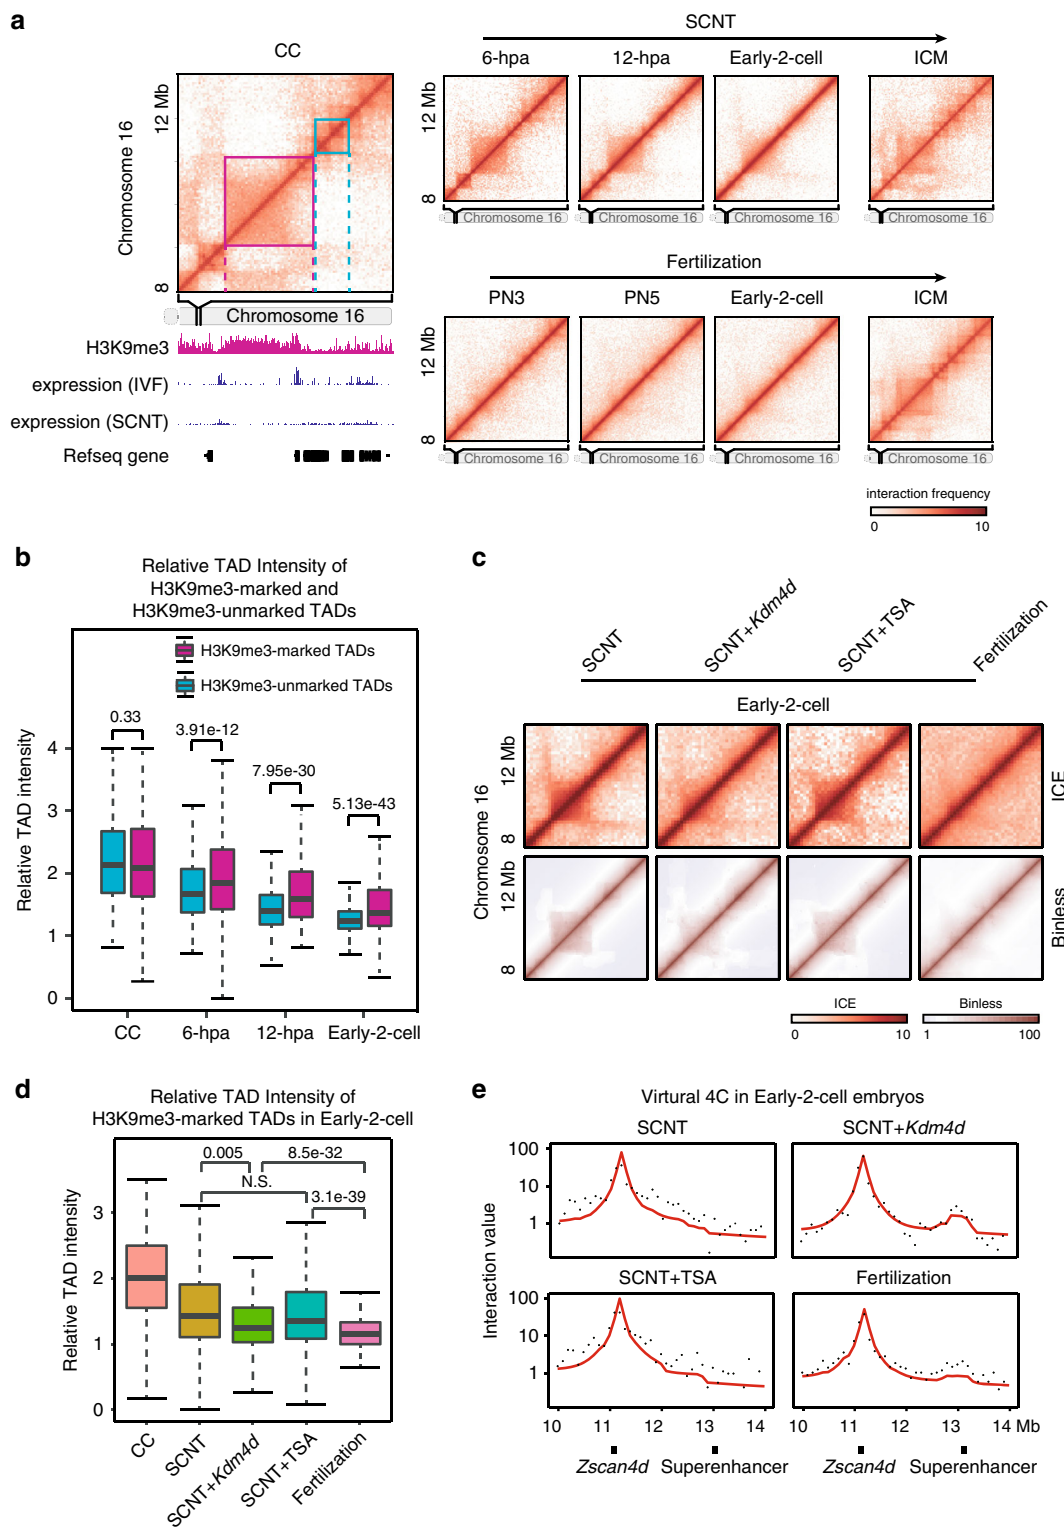 a
SCNT
CC
6-hpa
12-hpa
Early-2-cell
ICM
Chromosome 16
8
12 Mb
Chromosome 16
8
12 Mb
Chromosome 16
Chromosome 16
Chromosome 16
Chromosome 16
Fertilization
PN3
PN5
Early-2-cell
ICM
8
12 Mb
Chromosome 16
Chromosome 16
Chromosome 16
Chromosome 16
H3K9me3
expression (IVF)
expression (SCNT)
Refseq gene
interaction frequency
0 10
b
Relative TAD Intensity of
H3K9me3-marked and
H3K9me3-unmarked TADs
H3K9me3-marked TADs
H3K9me3-unmarked TADs
0.33
3.91e-12
7.95e-30
5.13e-43
Relative TAD intensity
4
3
2
1
0
CC
6-hpa
12-hpa
Early-2-cell
c
SCNT
SCNT+Kdm4d
SCNT+TSA
Fertilization
Early-2-cell
Chromosome 16
8
12 Mb
8
12 Mb
ICE
Binless
ICE
0 10
Binless
1 100
d
Relative TAD Intensity of
H3K9me3-marked TADs in Early-2-cell
0.005
8.5e-32
N.S.
3.1e-39
Relative TAD intensity
3
2
1
0
CC
SCNT
SCNT+Kdm4d
SCNT+TSA
Fertilization
e
Virtural 4C in Early-2-cell embryos
SCNT
SCNT+Kdm4d
100
10
1
Interaction value
SCNT+TSA
Fertilization
100
10
1
10 11 12 13 14
10 11 12 13 14 Mb
Zscan4d
Superenhancer
Zscan4d
Superenhancer